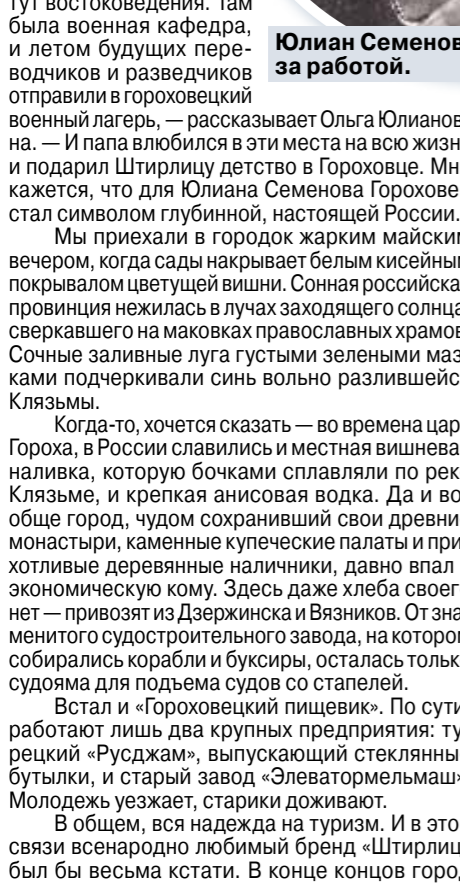 тут востоковедения. Там
была военная кафедра,
и летом будущих пере-
водчиков и разведчиков
отправили в гороховецкий
Юлиан Семенов
за работой.
военный лагерь, — рассказывает Ольга Юлианов
на. — И папа влюбился в эти места на всю жизн
и подарил Штирлицу детство в Гороховце. Мн
кажется, что для Юлиана Семенова Горохове
стал символом глубинной, настоящей России.
Мы приехали в городок жарким майским
вечером, когда сады накрывает белым кисейным
покрывалом цветущей вишни. Сонная российска
провинция нежилась в лучах заходящего солнца
сверкавшего на маковках православных храмов
Сочные заливные луга густыми зелеными маз
ками подчеркивали синь вольно разлившейс
Клязьмы.
Когда-то, хочется сказать — во времена цар
Гороха, в России славились и местная вишнева
наливка, которую бочками сплавляли по рек
Клязьме, и крепкая анисовая водка. Да и во
обще город, чудом сохранивший свои древни
монастыри, каменные купеческие палаты и при
хотливые деревянные наличники, давно впал
экономическую кому. Здесь даже хлеба своег
нет — привозят из Дзержинска и Вязников. От зна
менитого судостроительного завода, на котором
собирались корабли и буксиры, осталась тольк
судояма для подъема судов со стапелей.
Встал и «Гороховецкий пищевик». По сути
работают лишь два крупных предприятия: ту
рецкий «Русджам», выпускающий стеклянны
бутылки, и старый завод «Элеватормельмаш»
Молодежь уезжает, старики доживают.
В общем, вся надежда на туризм. И в это
связи всенародно любимый бренд «Штирлиц
был бы весьма кстати. В конце концов город